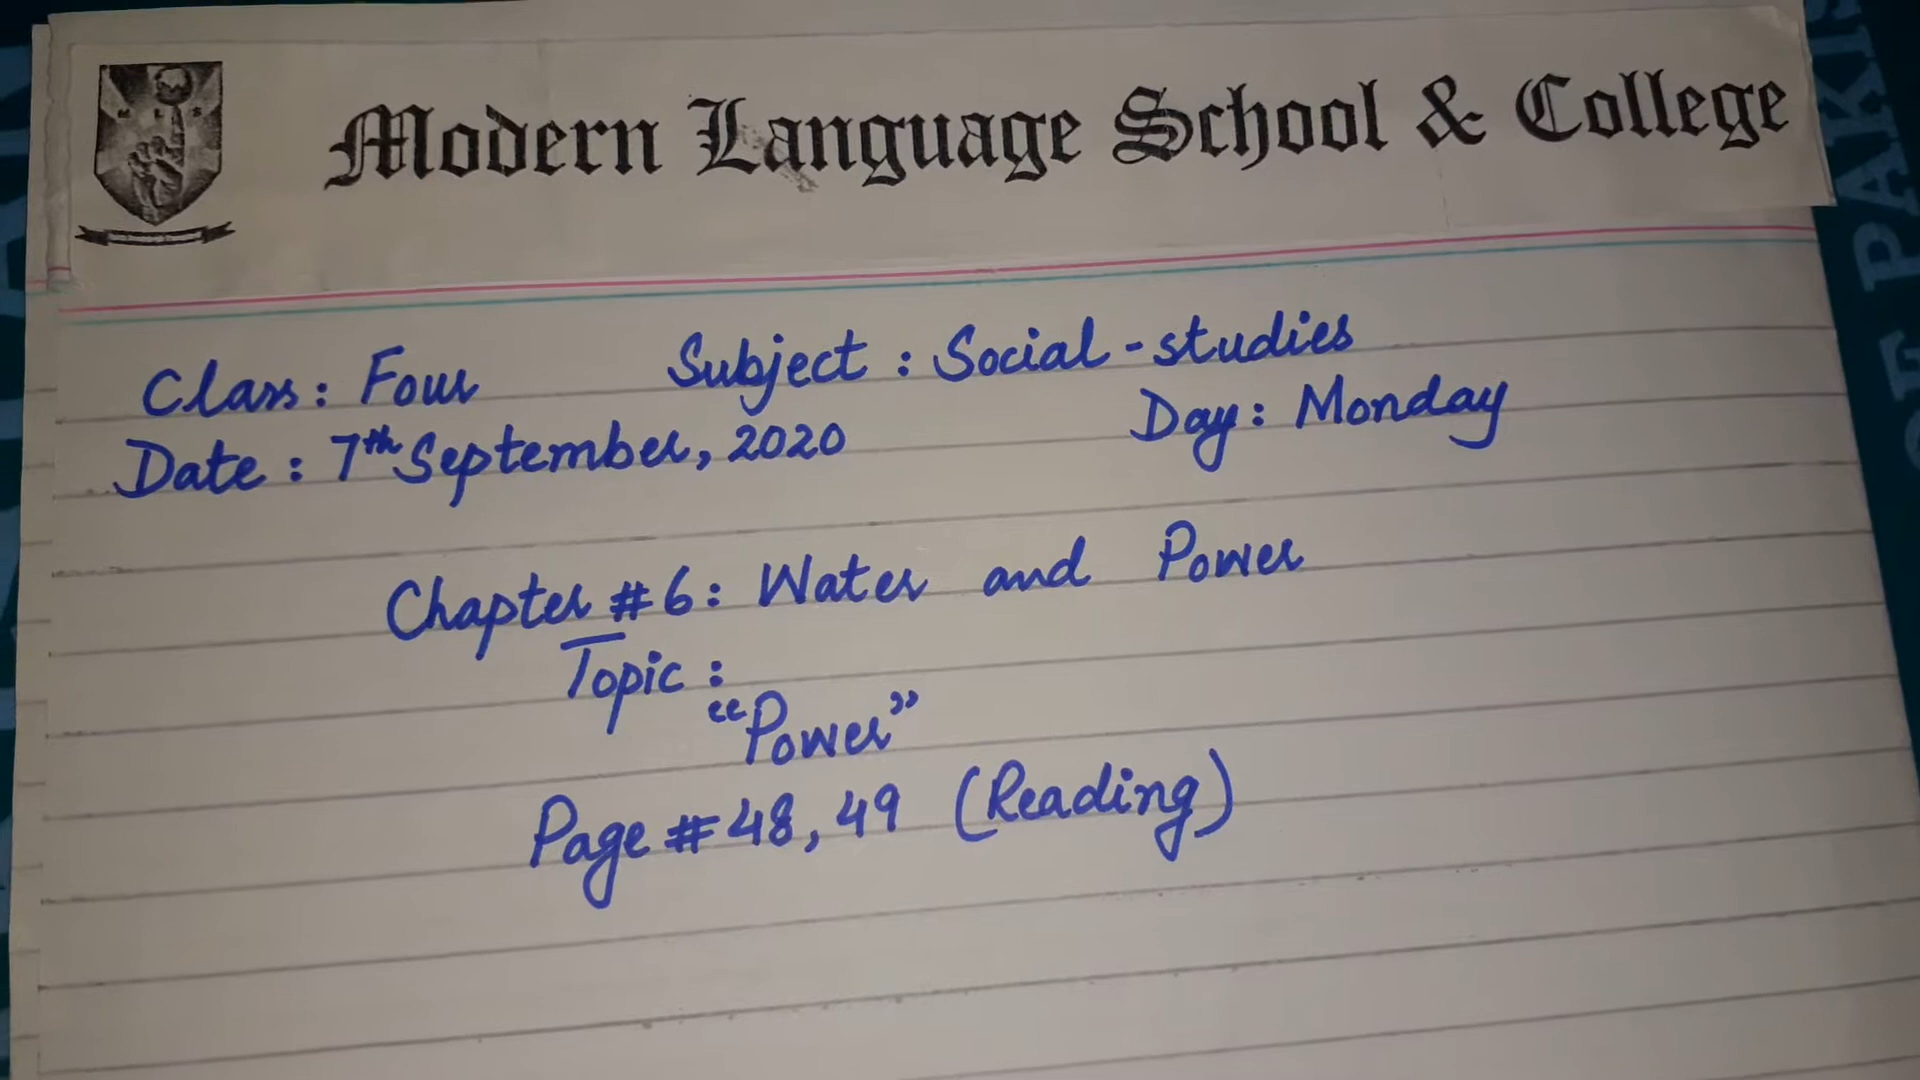 M L S
Modern Language School & College
Class: Four Subject: Social-studies
Date: 7th September, 2020 Day: Monday
Chapter #6: Water and Power
Topic:
"Power"
Page #48, 49 (Reading)